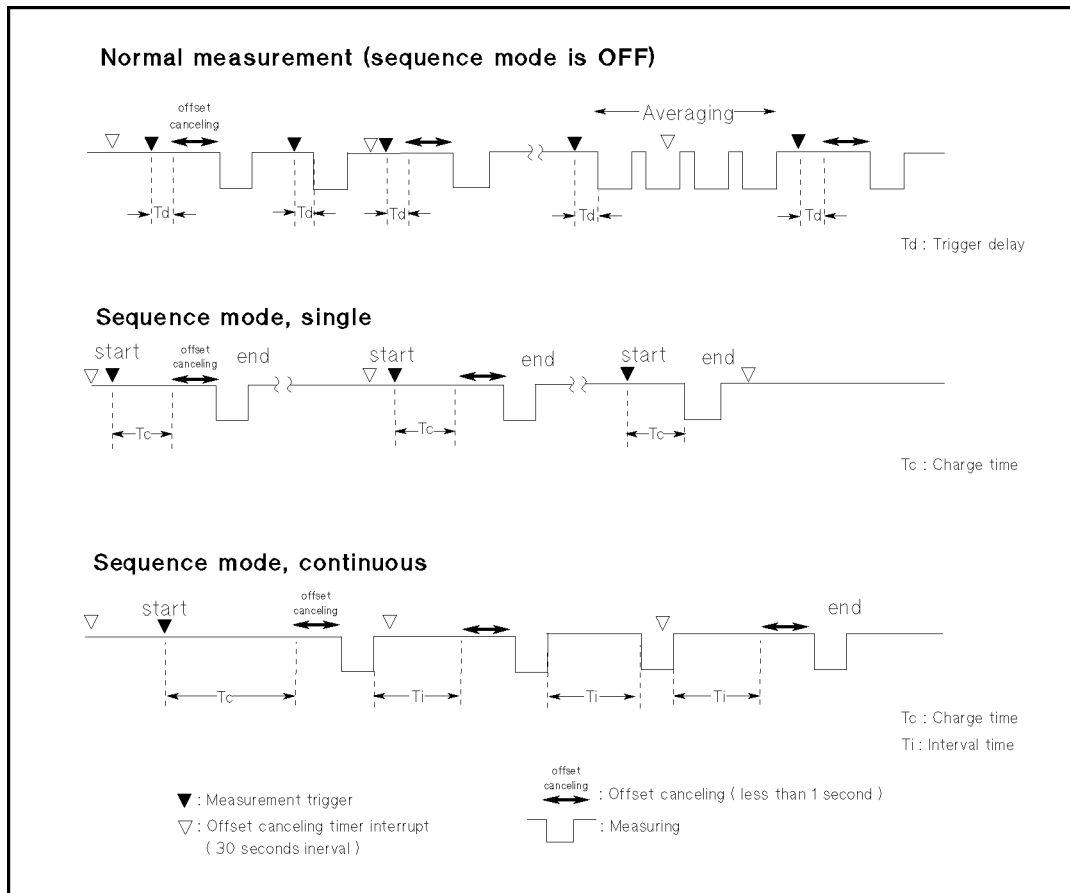 Normal measurement (sequence mode is OFF)
offset
canceling
Averaging
Td
Td
Td
Td
Td
Td : Trigger delay
Sequence mode, single
start
offset
canceling
end
start
end
start
end
Tc
Tc
Tc
Tc : Charge time
Sequence mode, continuous
start
offset
canceling
end
Tc
Ti
Ti
Ti
Tc : Charge time
Ti : Interval time
: Measurement trigger
: Offset canceling timer interrupt
( 30 seconds inerval )
offset
canceling
: Offset canceling ( less than 1 second )
: Measuring